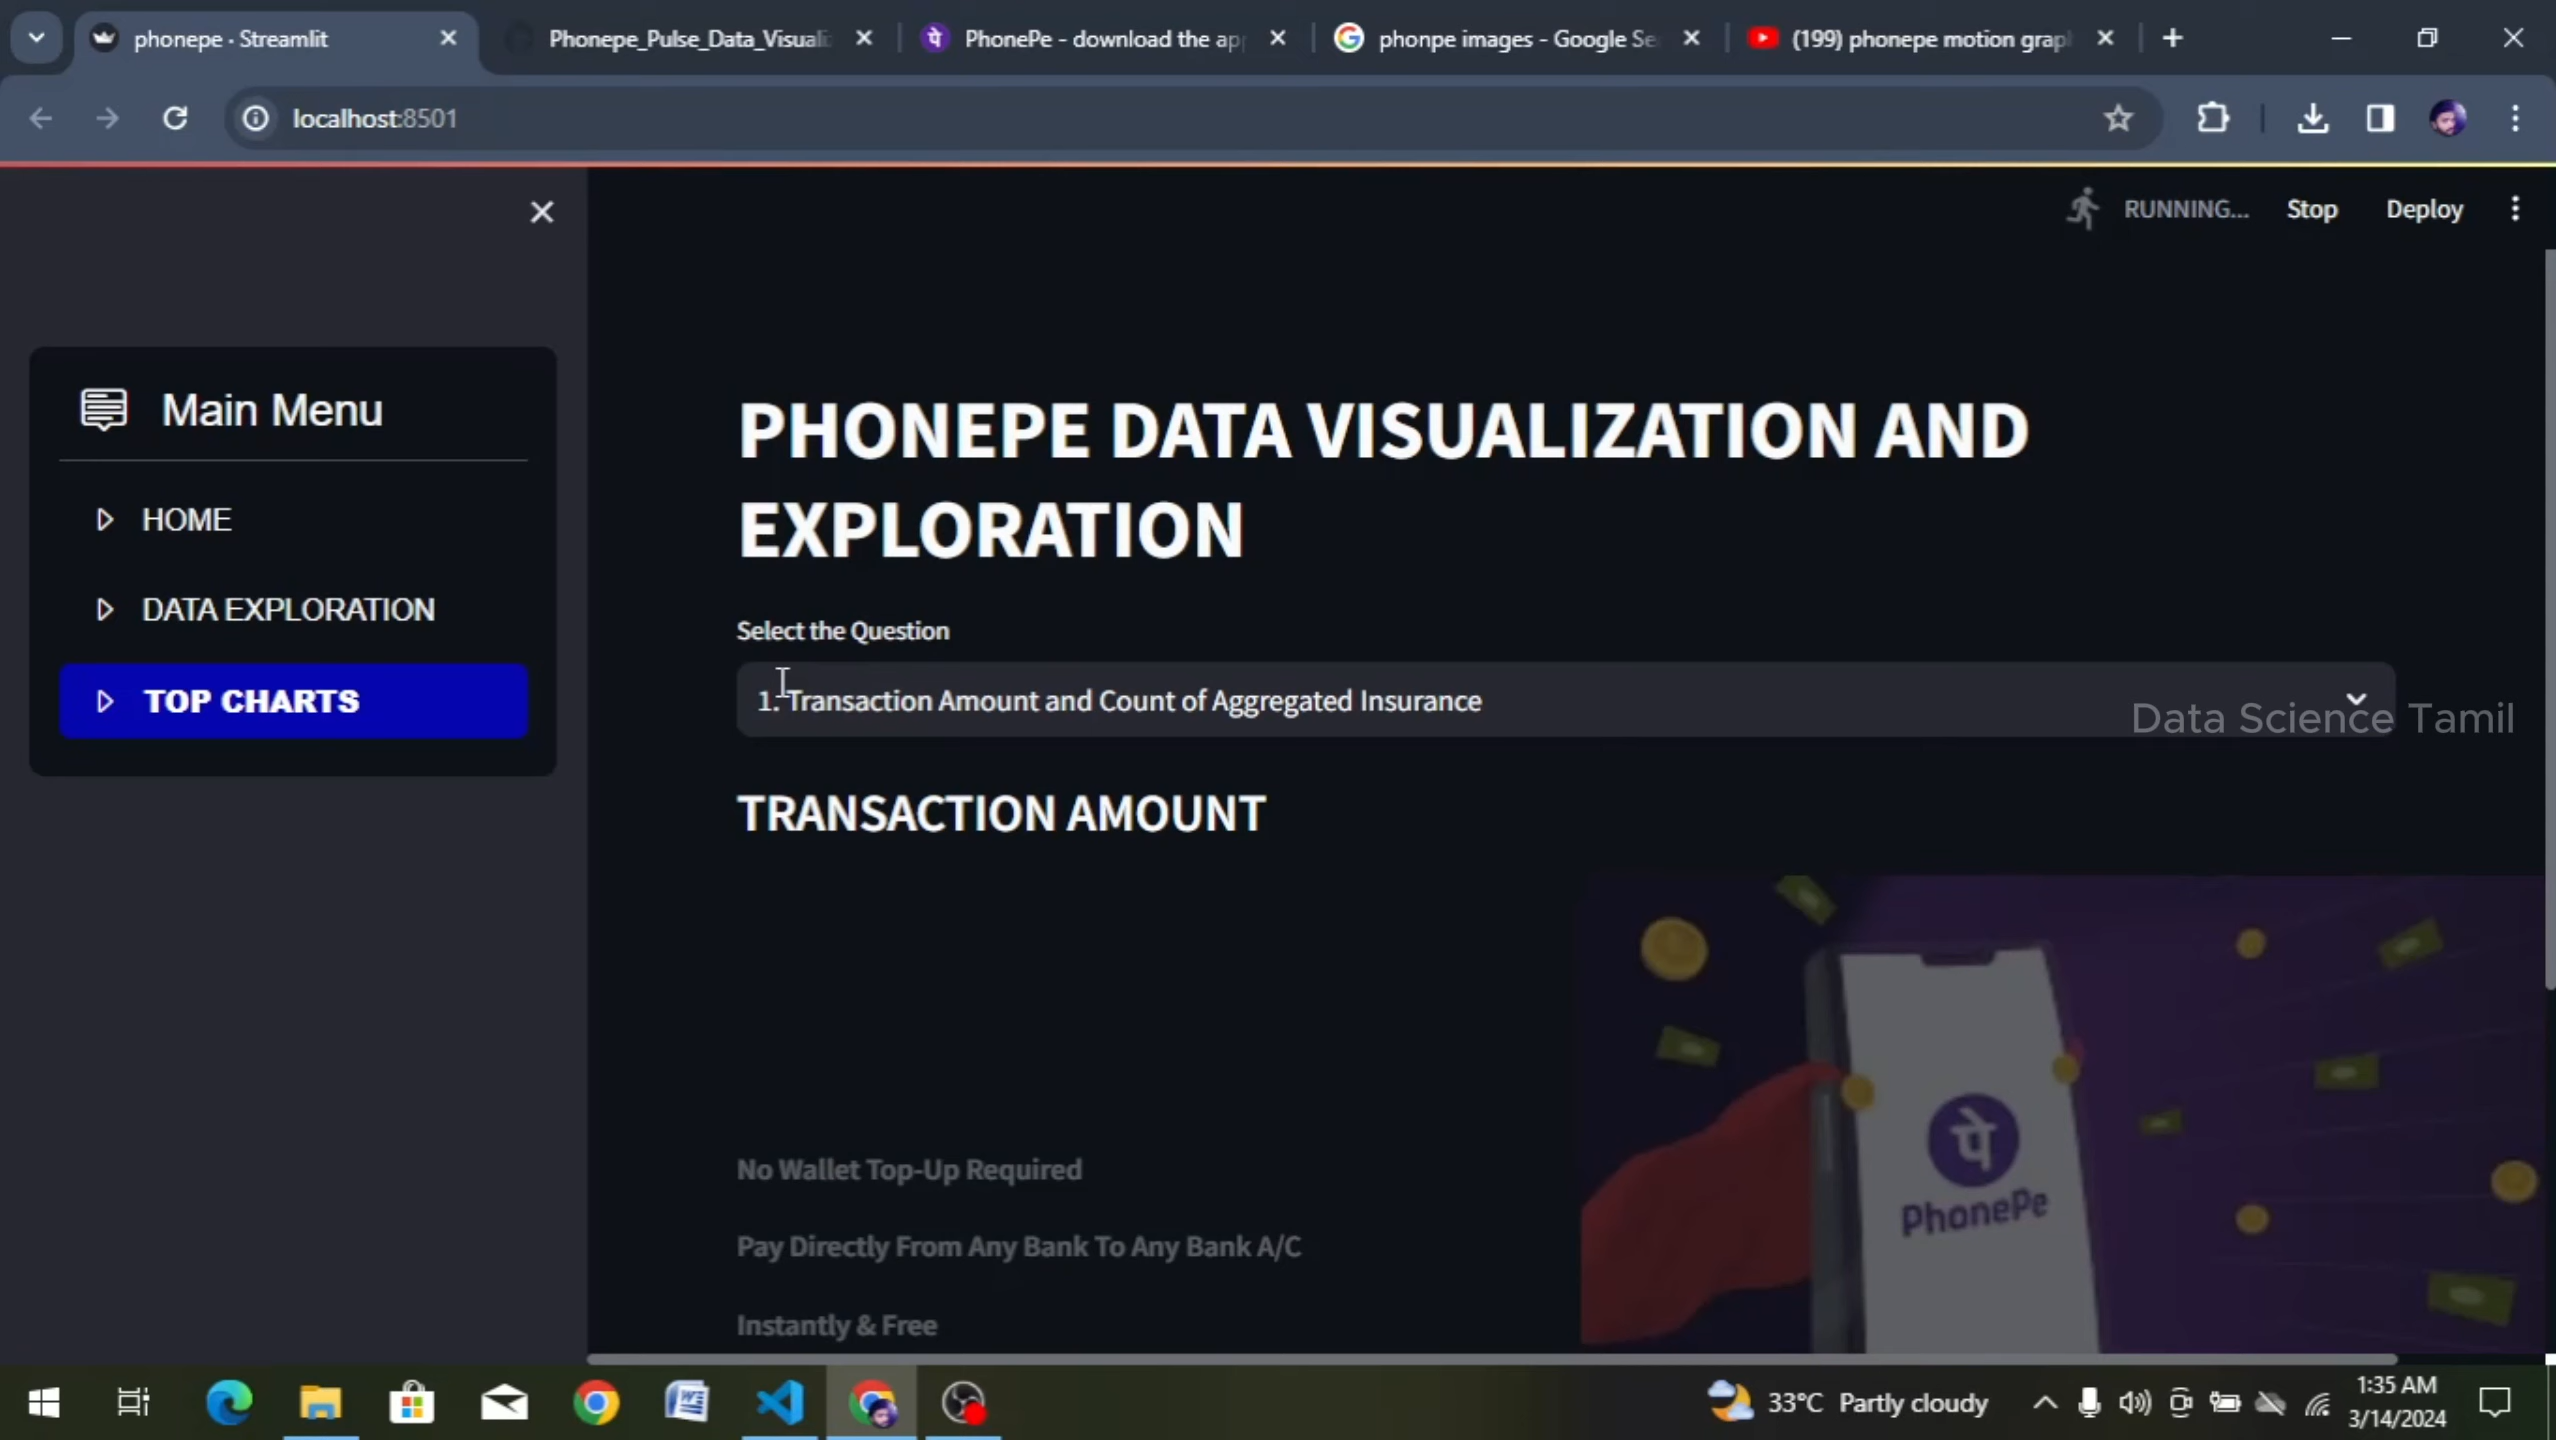 phonepe · Streamlit
Phonepe_Pulse_Data_Visuali
PhonePe - download the ap
phonpe images - Google Se
(199) phonepe motion grap
localhost:8501
RUNNING...
Stop
Deploy
Main Menu
HOME
DATA EXPLORATION
TOP CHARTS
PHONEPE DATA VISUALIZATION AND
EXPLORATION
Select the Question
1. Transaction Amount and Count of Aggregated Insurance
Data Science Tamil
TRANSACTION AMOUNT
No Wallet Top-Up Required
Pay Directly From Any Bank To Any Bank A/C
Instantly & Free
पे
PhonePe
33°C Partly cloudy
1:35 AM
3/14/2024